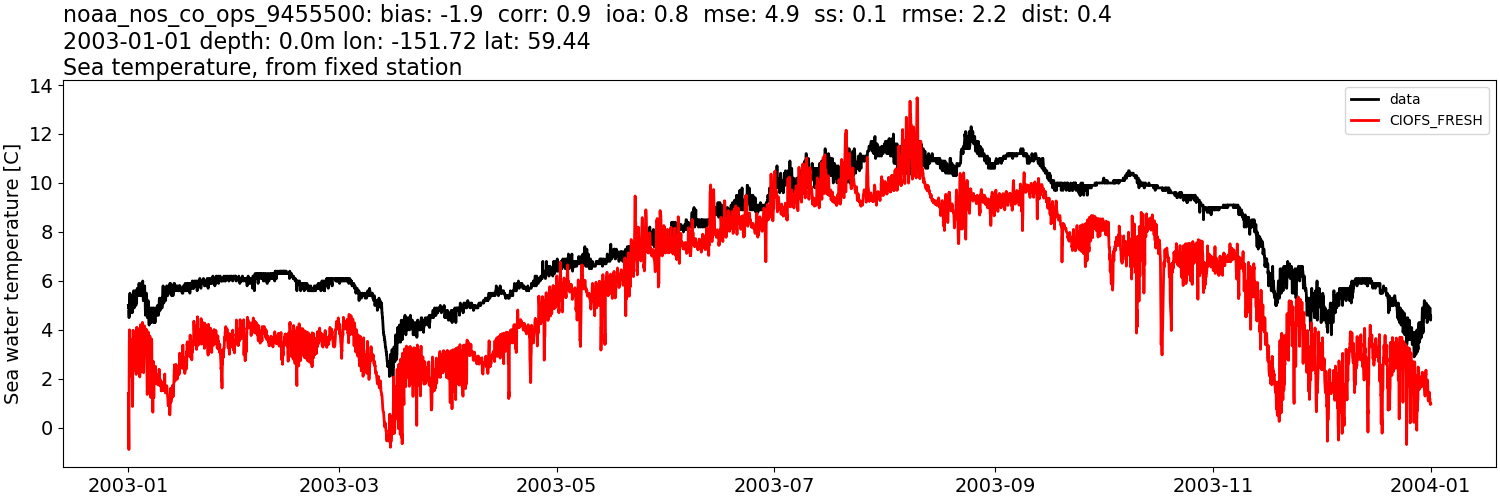 noaa_nos_co_ops_9455500: bias: -1.9  corr: 0.9  ioa: 0.8  mse: 4.9  ss: 0.1  rmse: 2.2  dist: 0.4
2003-01-01 depth: 0.0m lon: -151.72 lat: 59.44
Sea temperature, from fixed station
Sea water temperature [C]
14
12
10
8
6
4
2
0
data
CIOFS_FRESH
2003-01
2003-03
2003-05
2003-07
2003-09
2003-11
2004-01